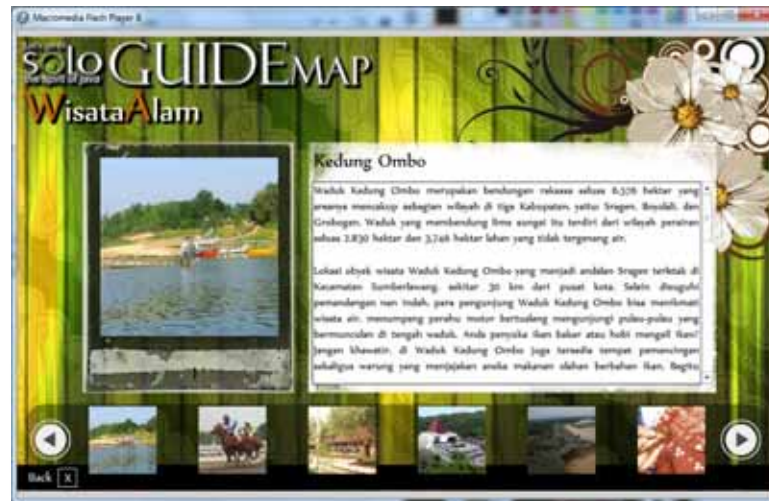 Macromedia Flash Player 8
solo GUIDE MAP
the spirit of java
Wisata Alam
Kedung Ombo
Waduk Kedung Ombo merupakan bendungan raksasa seluas 6.576 hektar yang
areanya mencakup sebagian wilayah di tiga Kabupaten, yaitu Sragen, Boyolali, dan
Grobogan. Waduk yang membendung lima sungai itu terdiri dari wilayah perairan
seluas 2.830 hektar dan 3.746 hektar lahan yang tidak tergenang air.
Lokasi obyek wisata Waduk Kedung Ombo yang menjadi andalan Sragen terletak di
Kecamatan Sumberlawang, sekitar 30 km dari pusat kota. Selain disuguhi
pemandangan nan indah, para pengunjung Waduk Kedung Ombo bisa menikmati
wisata air, menumpang perahu motor bertualang mengunjungi pulau-pulau yang
bermunculan di tengah waduk. Anda penyuka ikan bakar atau hobi mengail ikan?
Jangan khawatir, di Waduk Kedung Ombo juga tersedia tempat pemancingan
sekaligus warung yang menjajakan aneka makanan olahan berbahan ikan. Begitu
Back X